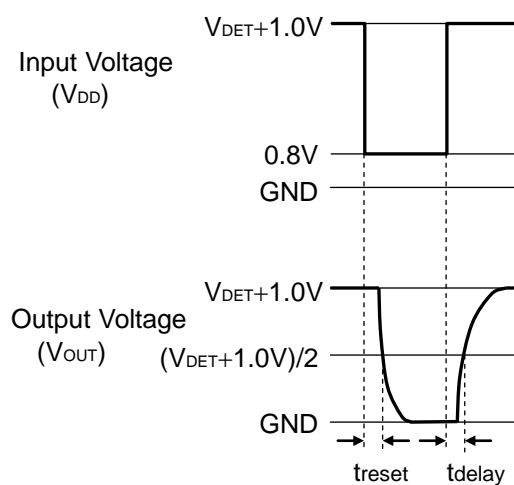 VDET+1.0V
Input Voltage
(VDD)
0.8V
GND
VDET+1.0V
Output Voltage
(VOUT)
(VDET+1.0V)/2
GND
treset
tdelay